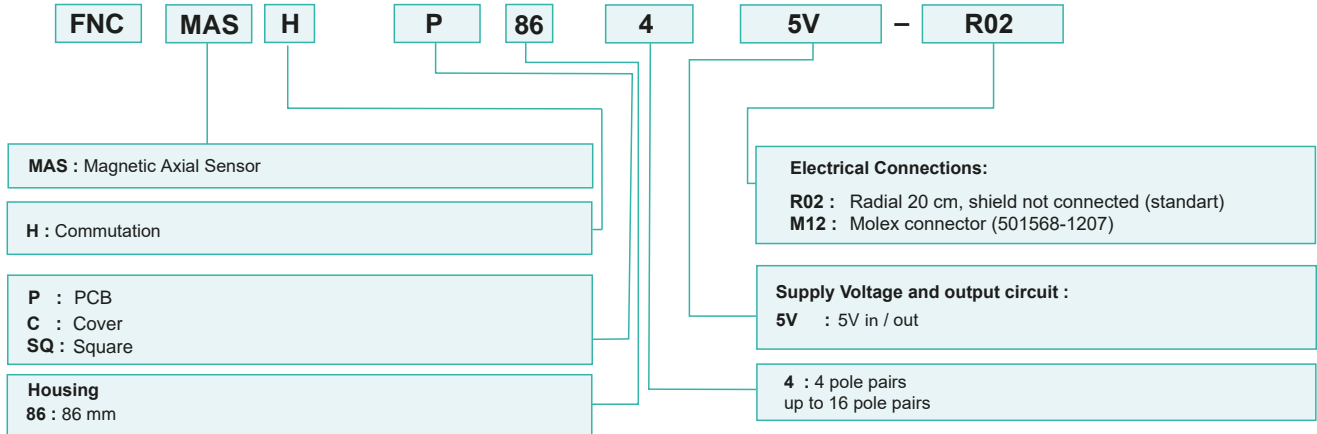 FNC MAS H P 86 4 5V – R02
MAS : Magnetic Axial Sensor
H : Commutation
P : PCB
C : Cover
SQ : Square
Housing
86 : 86 mm
Electrical Connections:
R02 : Radial 20 cm, shield not connected (standart)
M12 : Molex connector (501568-1207)
Supply Voltage and output circuit :
5V : 5V in / out
4 : 4 pole pairs
up to 16 pole pairs